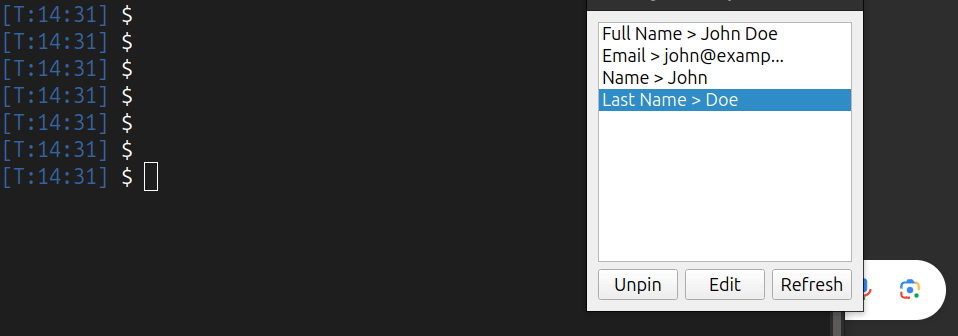 [T:14:31] $
[T:14:31] $
[T:14:31] $
[T:14:31] $
[T:14:31] $
[T:14:31] $
[T:14:31] $
Full Name > John Doe
Email > john@examp...
Name > John
Last Name > Doe
Unpin Edit Refresh